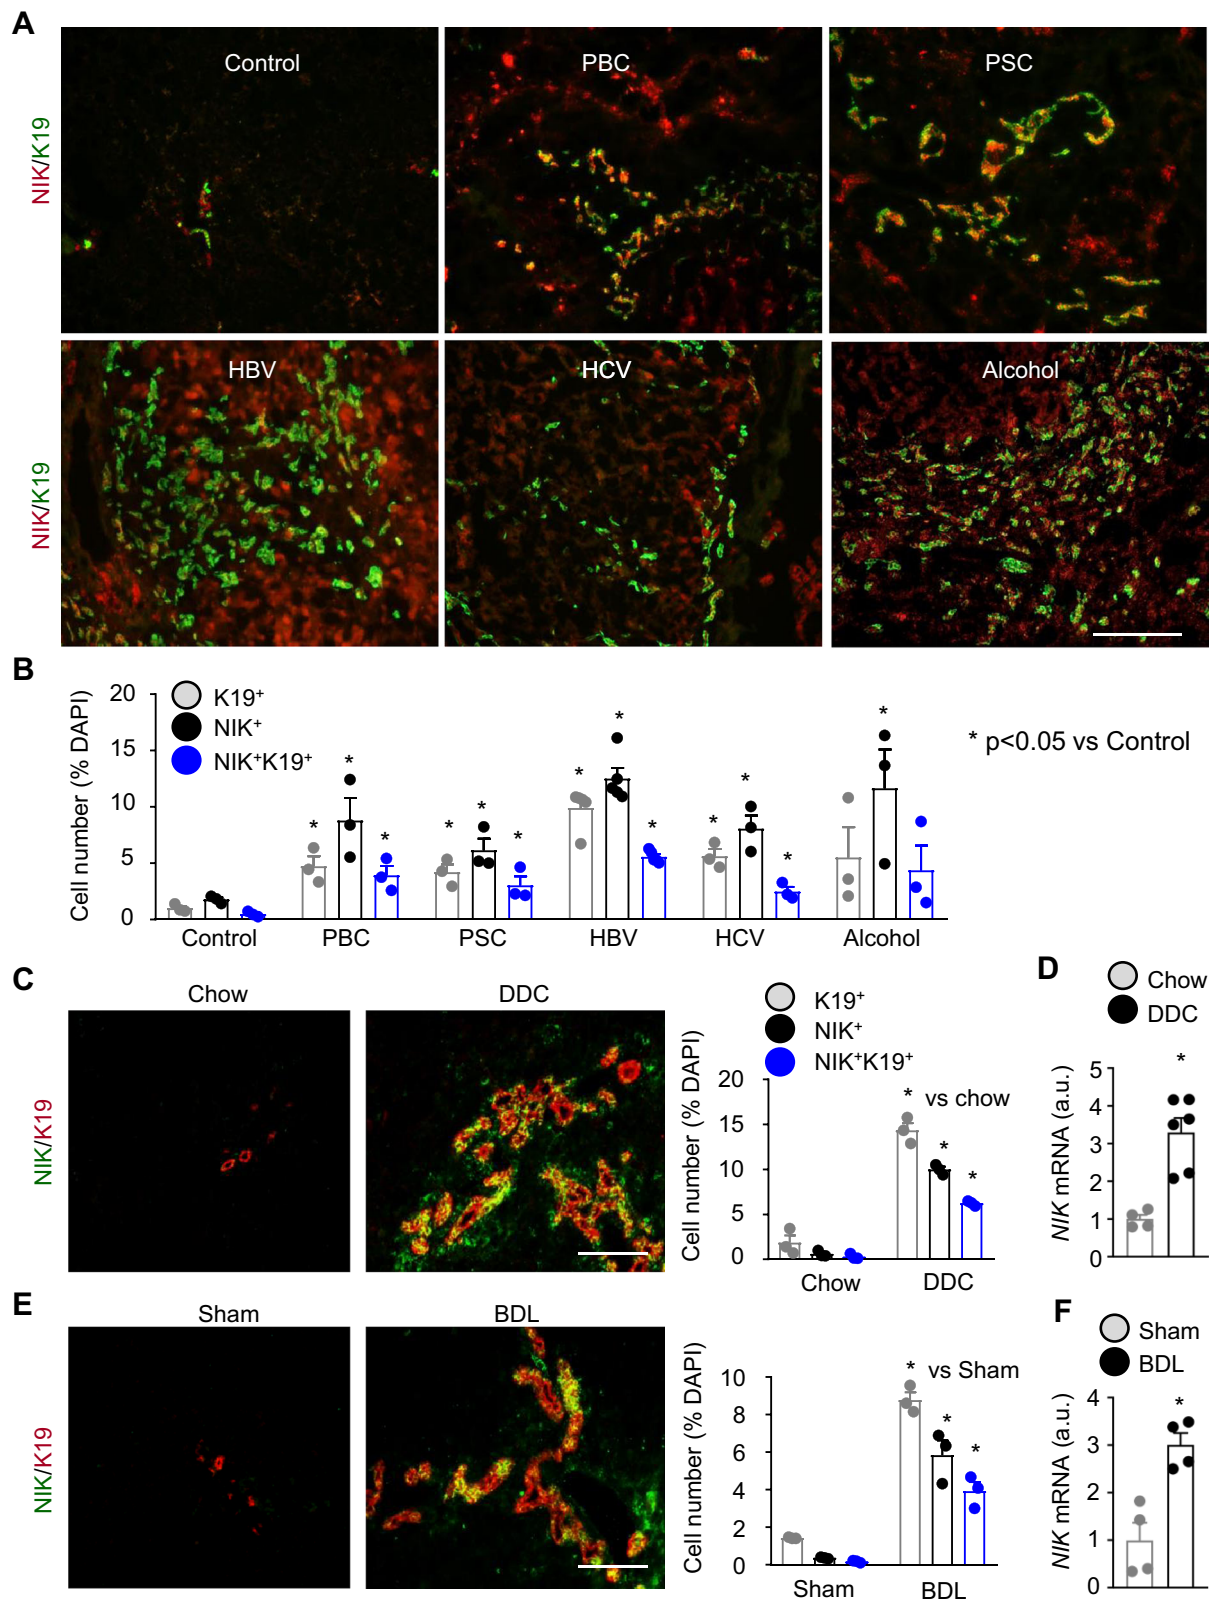 A
Control
PBC
PSC
NIK/K19
HBV
HCV
Alcohol
NIK/K19
B
Cell number (% DAPI)
20
15
10
5
0
K19⁺
NIK⁺
NIK⁺K19⁺
* p<0.05 vs Control
* * * * * * * * * * * * *
Control PBC PSC HBV HCV Alcohol
C
Chow DDC
NIK/K19
K19⁺
NIK⁺
NIK⁺K19⁺
Cell number (% DAPI)
20
15
10
5
0
* vs chow
*
*
Chow DDC
D
Chow
DDC
NIK mRNA (a.u.)
5
4
3
2
1
0
*
E
Sham BDL
NIK/K19
Cell number (% DAPI)
10
8
6
4
2
0
* vs Sham
*
*
Sham BDL
F
Sham
BDL
NIK mRNA (a.u.)
4
3
2
1
0
*